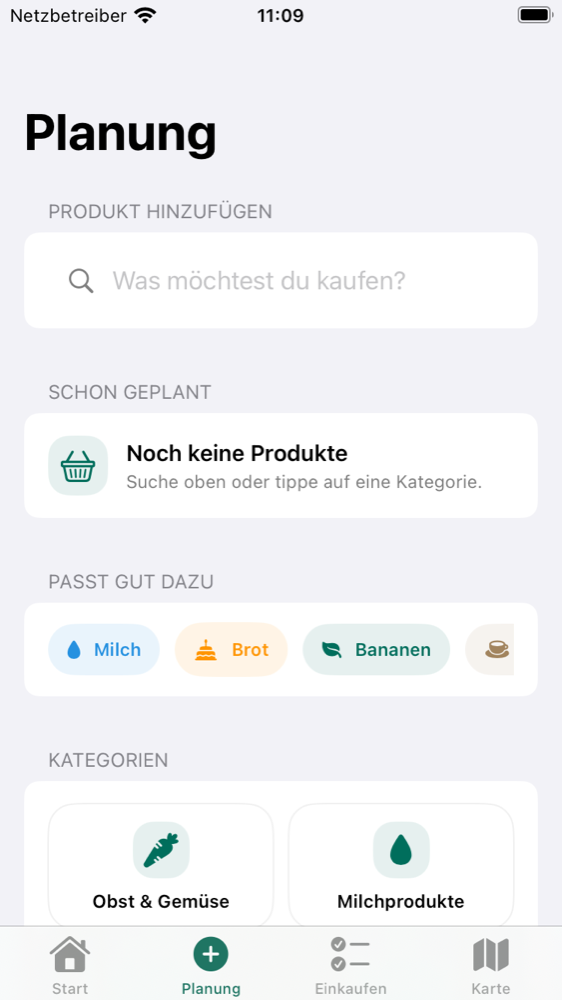 Netzbetreiber 11:09
Planung
PRODUKT HINZUFÜGEN
Was möchtest du kaufen?
SCHON GEPLANT
Noch keine Produkte
Suche oben oder tippe auf eine Kategorie.
PASST GUT DAZU
Milch Brot Bananen
KATEGORIEN
Obst & Gemüse Milchprodukte
Start Planung Einkaufen Karte